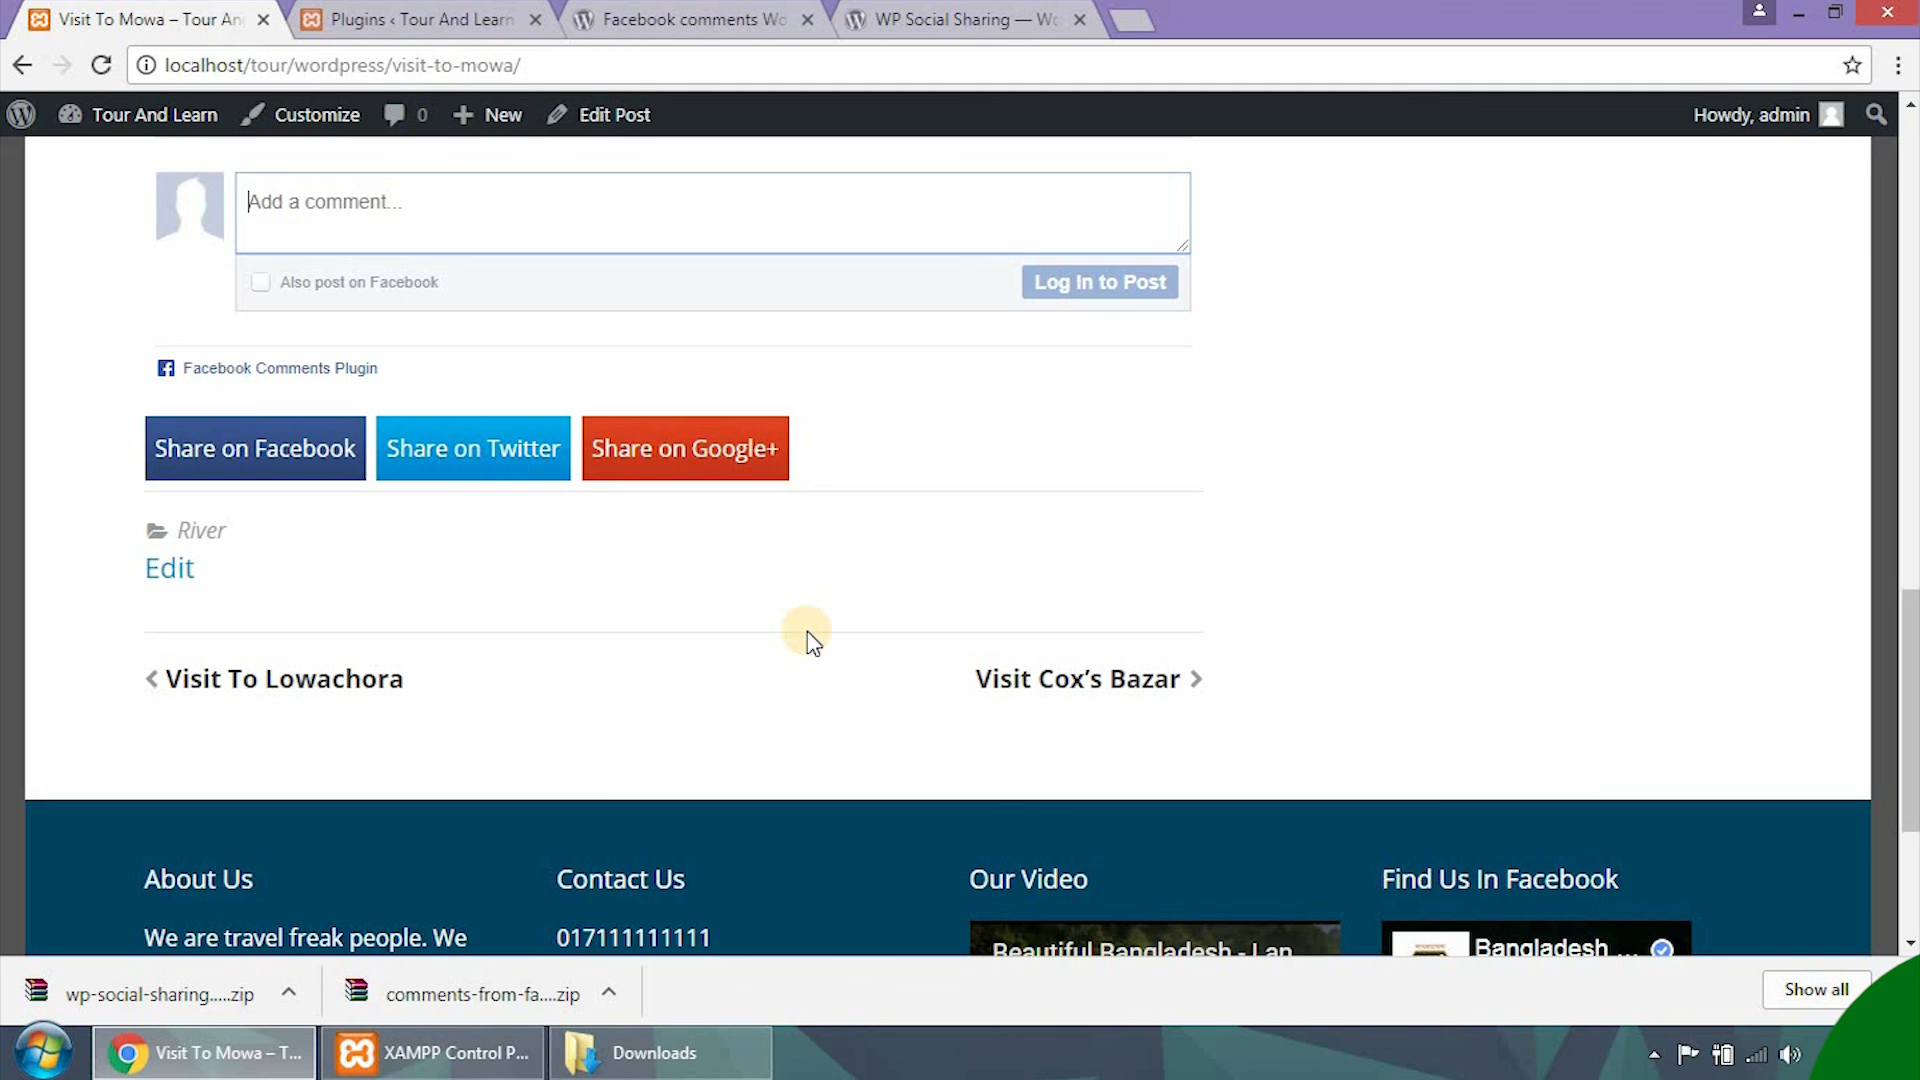 Visit To Mowa – Tour An
Plugins ‹ Tour And Learn
Facebook comments Wo
WP Social Sharing — Wo
localhost/tour/wordpress/visit-to-mowa/
Tour And Learn
Customize
0
New
Edit Post
Howdy, admin
Add a comment...
Also post on Facebook
Log In to Post
Facebook Comments Plugin
Share on Facebook
Share on Twitter
Share on Google+
River
Edit
Visit To Lowachora
Visit Cox’s Bazar
About Us
Contact Us
Our Video
Find Us In Facebook
We are travel freak people. We
017111111111
Beautiful Bangladesh - Lan
Bangladesh ...
wp-social-sharing.....zip
comments-from-fa....zip
Show all
Visit To Mowa – T...
XAMPP Control P...
Downloads